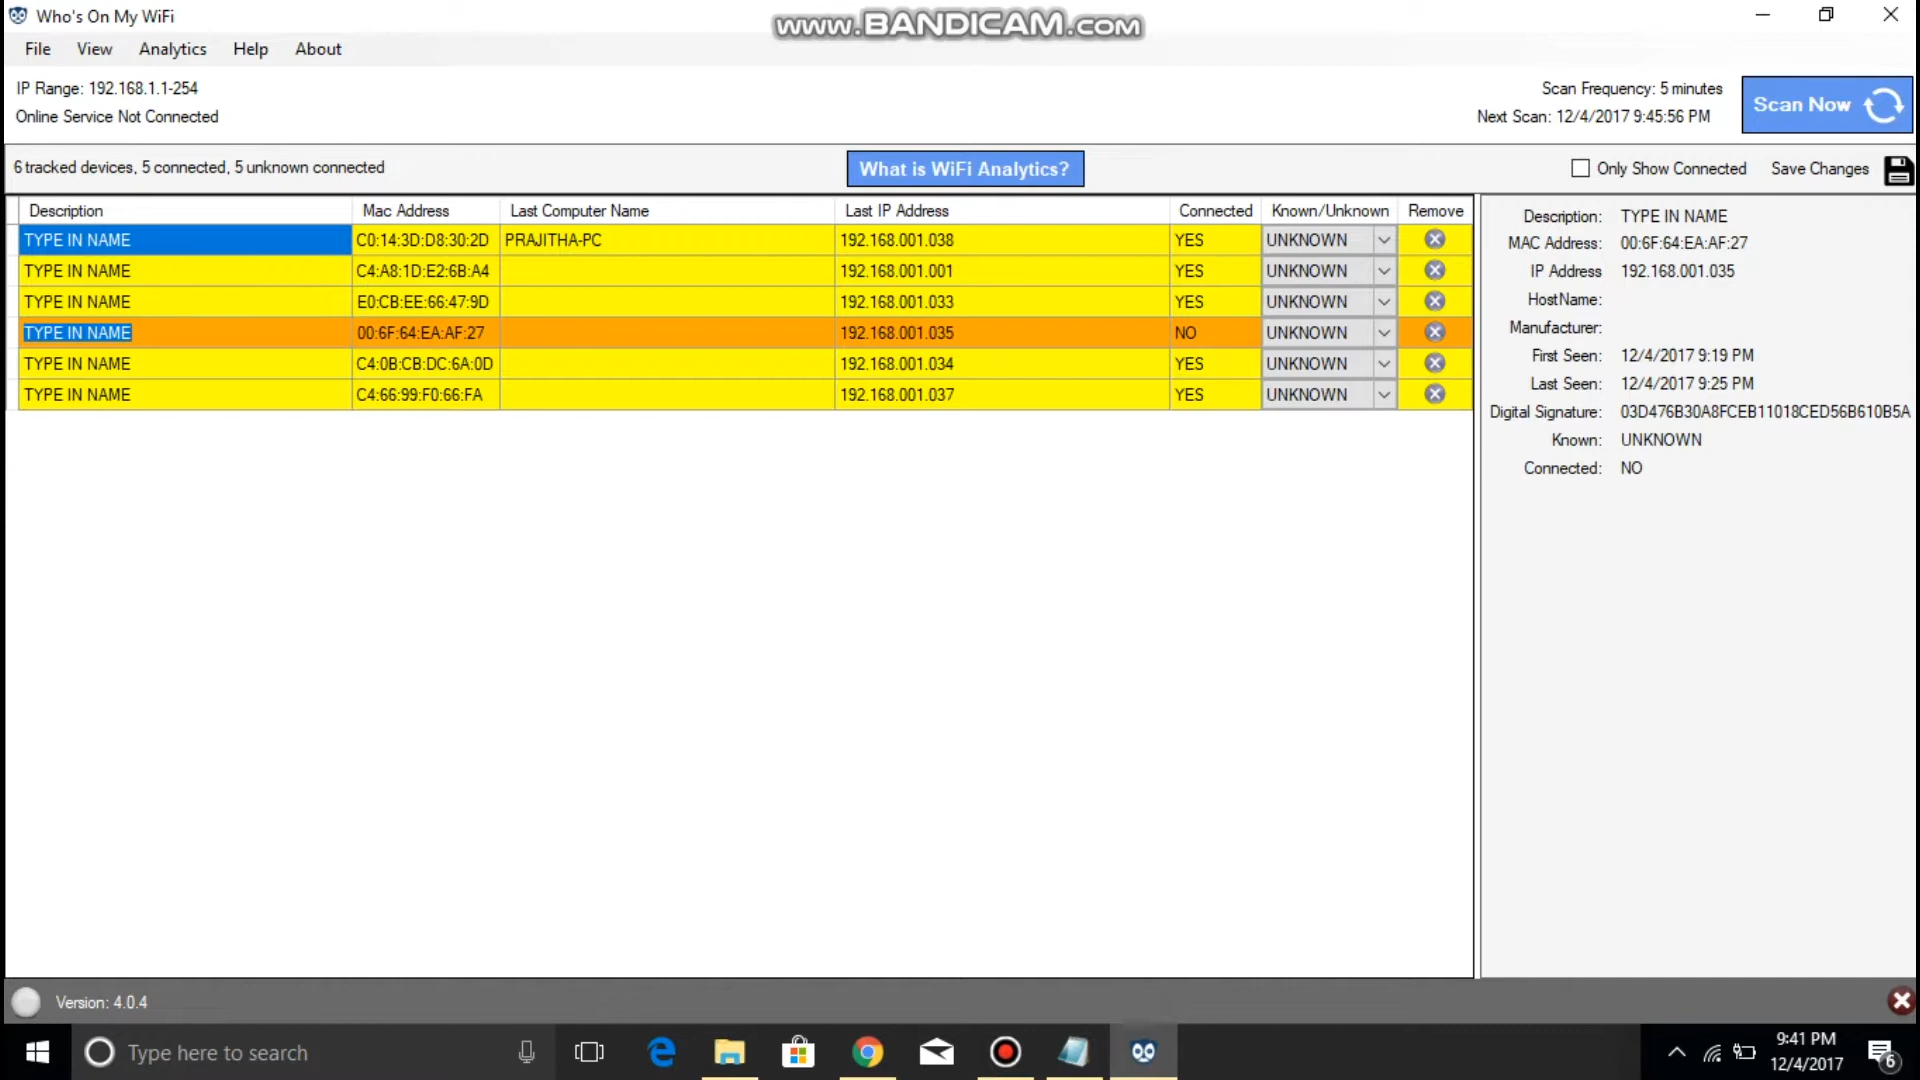 Who's On My WiFi
www.BANDICAM.com
File View Analytics Help About
IP Range: 192.168.1.1-254
Scan Frequency: 5 minutes
Online Service Not Connected
Next Scan: 12/4/2017 9:45:56 PM
Scan Now
6 tracked devices, 5 connected, 5 unknown connected
What is WiFi Analytics?
Only Show Connected
Save Changes
Description Mac Address Last Computer Name Last IP Address Connected Known/Unknown Remove
TYPE IN NAME C0:14:3D:D8:30:2D PRAJITHA-PC 192.168.001.038 YES UNKNOWN
TYPE IN NAME C4:A8:1D:E2:6B:A4 192.168.001.001 YES UNKNOWN
TYPE IN NAME E0:CB:EE:66:47:9D 192.168.001.033 YES UNKNOWN
TYPE IN NAME 00:6F:64:EA:AF:27 192.168.001.035 NO UNKNOWN
TYPE IN NAME C4:0B:CB:DC:6A:0D 192.168.001.034 YES UNKNOWN
TYPE IN NAME C4:66:99:F0:66:FA 192.168.001.037 YES UNKNOWN
Description: TYPE IN NAME
MAC Address: 00:6F:64:EA:AF:27
IP Address 192.168.001.035
HostName:
Manufacturer:
First Seen: 12/4/2017 9:19 PM
Last Seen: 12/4/2017 9:25 PM
Digital Signature: 03D476B30A8FCEB11018CED56B610B5A
Known: UNKNOWN
Connected: NO
Version: 4.0.4
Type here to search
9:41 PM
12/4/2017
6